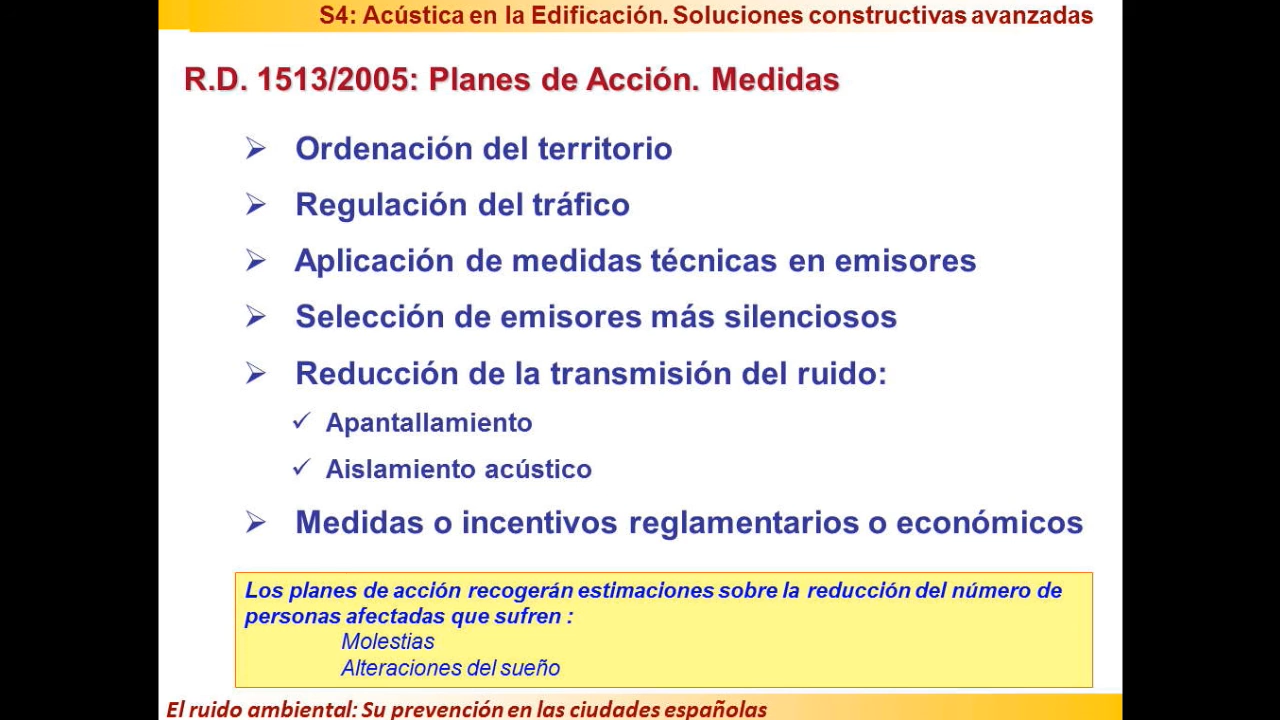 S4: Acústica en la Edificación. Soluciones constructivas avanzadas
R.D. 1513/2005: Planes de Acción. Medidas
Ordenación del territorio
Regulación del tráfico
Aplicación de medidas técnicas en emisores
Selección de emisores más silenciosos
Reducción de la transmisión del ruido:
Apantallamiento
Aislamiento acústico
Medidas o incentivos reglamentarios o económicos
Los planes de acción recogerán estimaciones sobre la reducción del número de
personas afectadas que sufren :
Molestias
Alteraciones del sueño
El ruido ambiental: Su prevención en las ciudades españolas